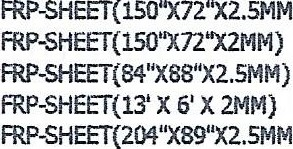 FRP-SHEET(150"X72"X2.5MM
FRP-SHEET(150"X72"X2MM)
FRP-SHEET(84"X88"X2.5MM)
FRP-SHEET(13' X 6' X 2MM)
FRP-SHEET(204"X89"X2.5MM